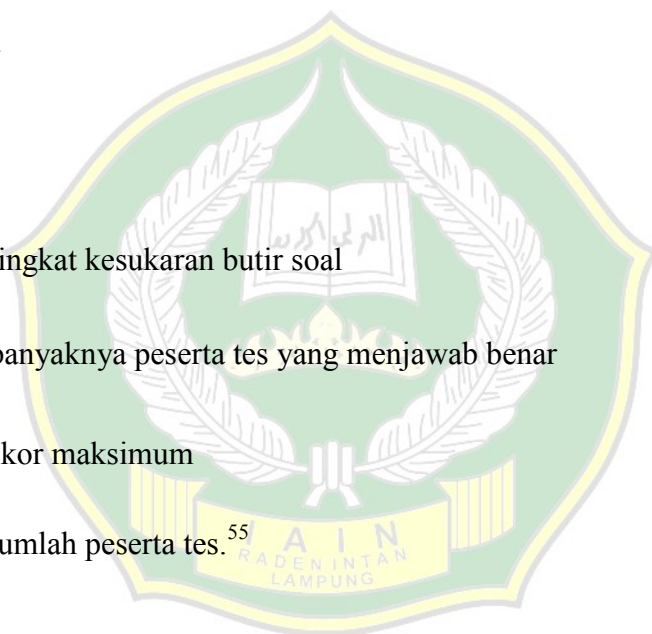 ingkat kesukaran butir soal
banyaknya peserta tes yang menjawab benar
kor maksimum
umlah peserta tes.55
I A I N
RADEN INTAN
LAMPUNG